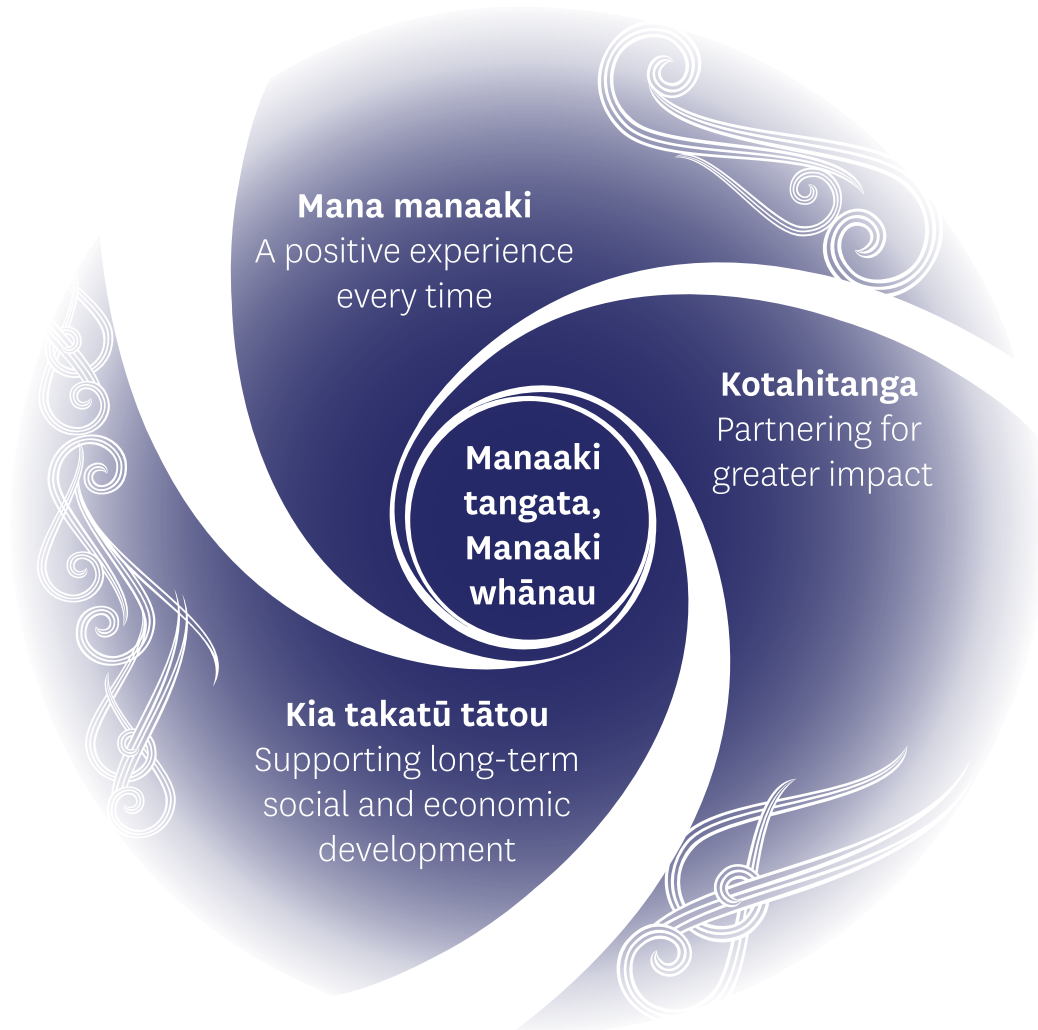 Mana manaaki
A positive experience
every time
Kotahitanga
Partnering for
greater impact
Manaaki
tangata,
Manaaki
whānau
Kia takatū tātou
Supporting long-term
social and economic
development